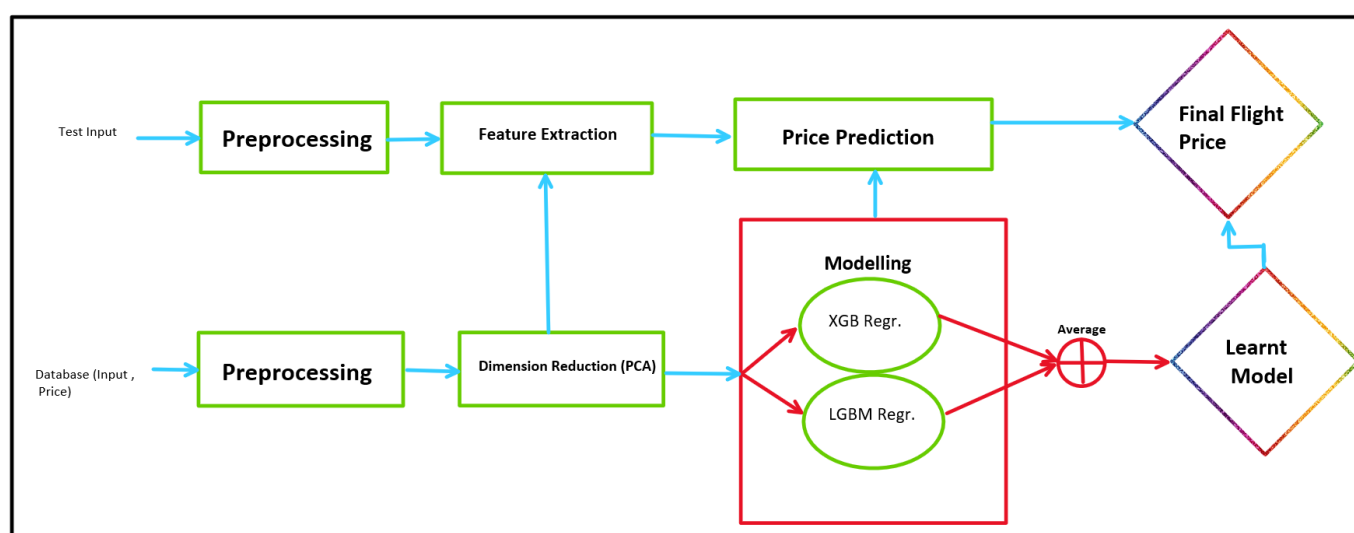 Test Input
Preprocessing
Feature Extraction
Price Prediction
Final Flight
Price
Database (Input ,
Price)
Preprocessing
Dimension Reduction (PCA)
Modelling
XGB Regr.
LGBM Regr.
Average
Learnt
Model